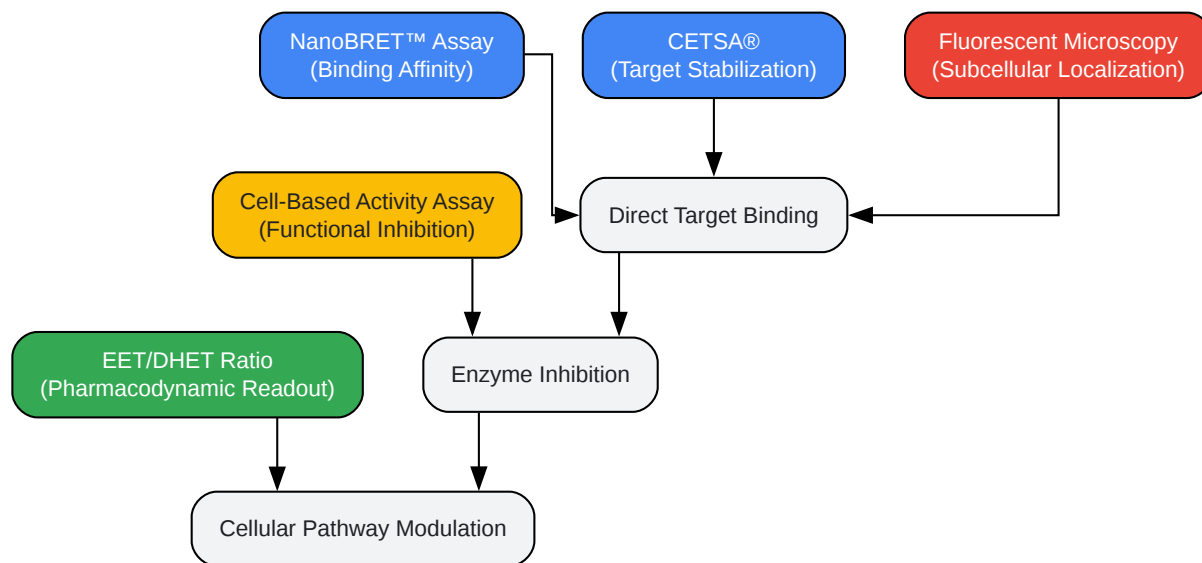 NanoBRET™ Assay
(Binding Affinity)
CETSA®
(Target Stabilization)
Fluorescent Microscopy
(Subcellular Localization)
Cell-Based Activity Assay
(Functional Inhibition)
Direct Target Binding
EET/DHET Ratio
(Pharmacodynamic Readout)
Enzyme Inhibition
Cellular Pathway Modulation